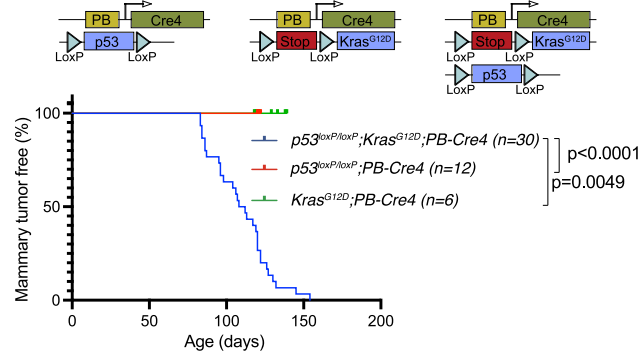 PB Cre4 PB Cre4 PB Cre4
p53 Stop Kras^G12D Stop Kras^G12D
LoxP LoxP LoxP LoxP LoxP LoxP
p53
LoxP LoxP
Mammary tumor free (%)
100
50
0
0 50 100 150 200
Age (days)
p53^loxP/loxP;Kras^G12D;PB-Cre4 (n=30)
p53^loxP/loxP;PB-Cre4 (n=12)
Kras^G12D;PB-Cre4 (n=6)
p<0.0001
p=0.0049